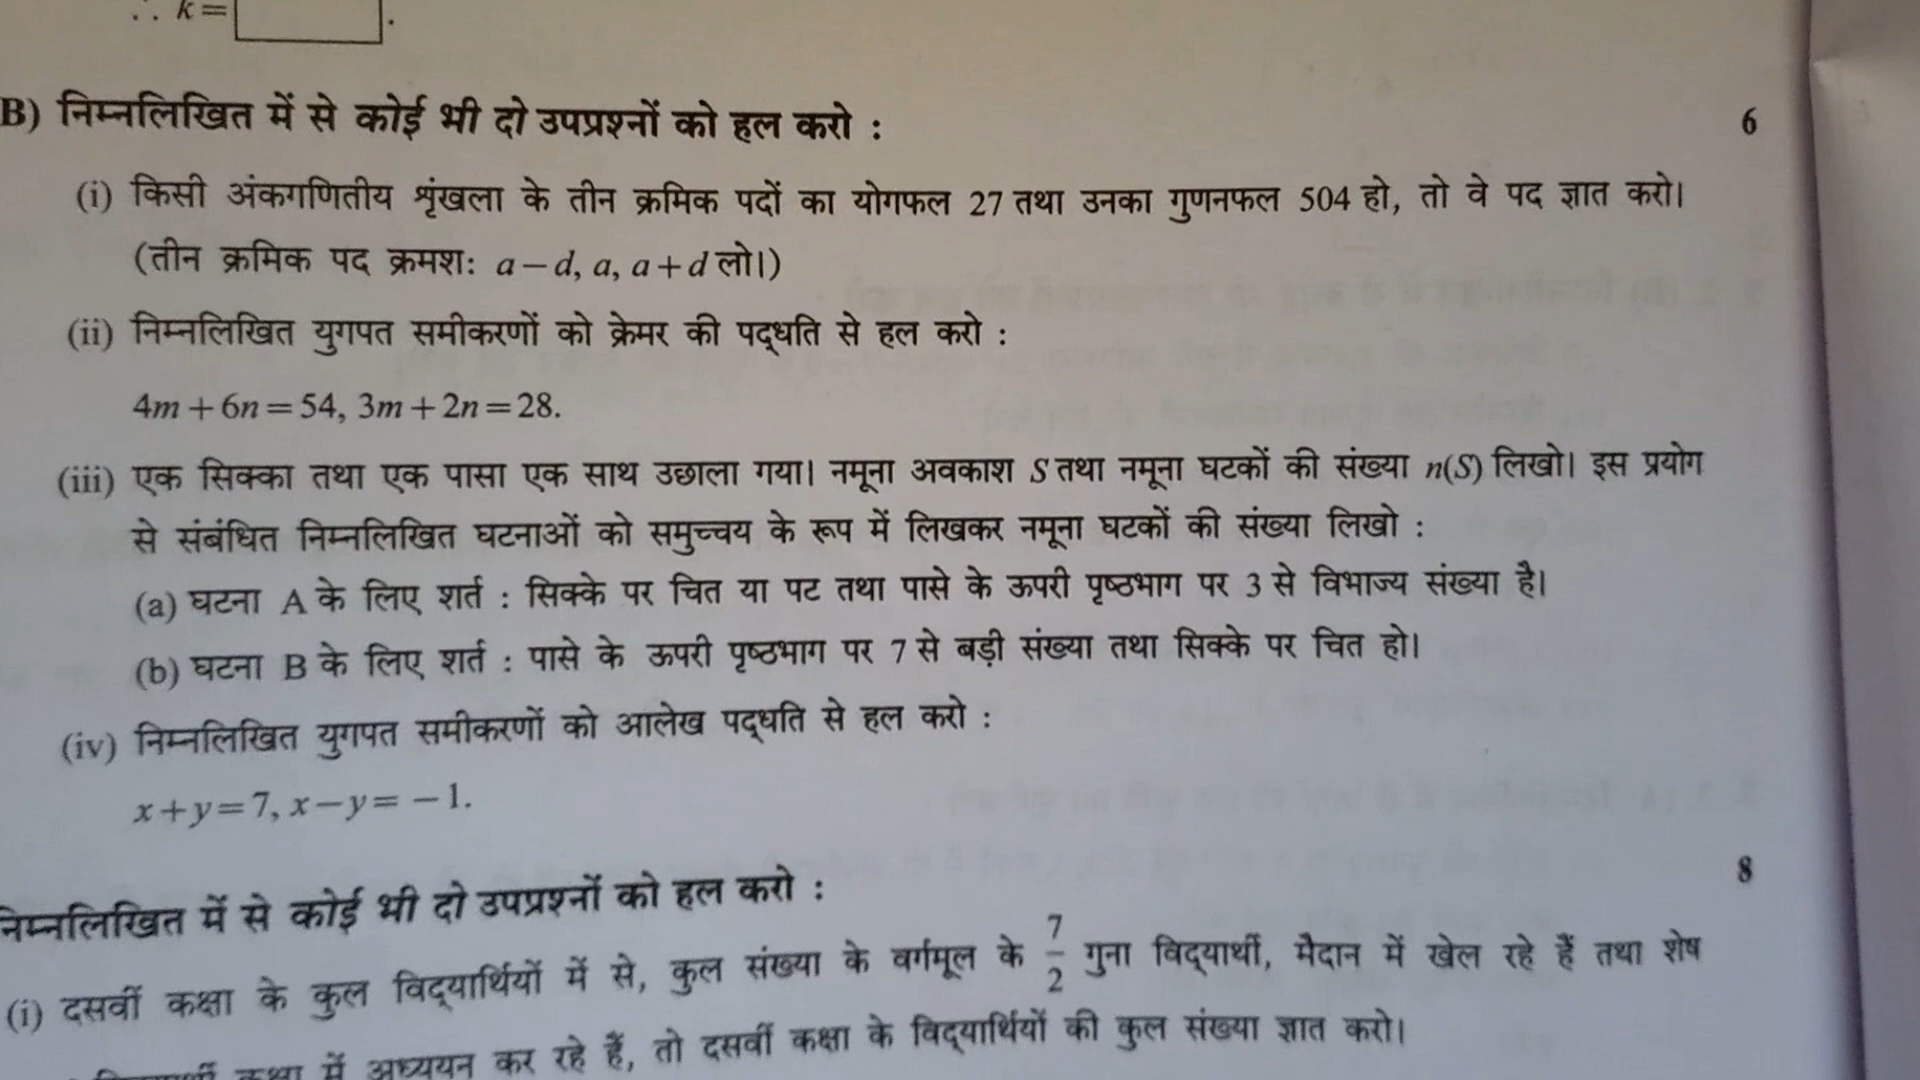 ∴ k=
B) निम्नलिखित में से कोई भी दो उपप्रश्नों को हल करो : 6
(i) किसी अंकगणितीय शृंखला के तीन क्रमिक पदों का योगफल 27 तथा उनका गुणनफल 504 हो, तो वे पद ज्ञात करो।
(तीन क्रमिक पद क्रमशः a−d, a, a+d लो।)
(ii) निम्नलिखित युगपत समीकरणों को क्रेमर की पद्धति से हल करो :
4m+6n=54, 3m+2n=28.
(iii) एक सिक्का तथा एक पासा एक साथ उछाला गया। नमूना अवकाश S तथा नमूना घटकों की संख्या n(S) लिखो। इस प्रयोग
से संबंधित निम्नलिखित घटनाओं को समुच्चय के रूप में लिखकर नमूना घटकों की संख्या लिखो :
(a) घटना A के लिए शर्त : सिक्के पर चित या पट तथा पासे के ऊपरी पृष्ठभाग पर 3 से विभाज्य संख्या है।
(b) घटना B के लिए शर्त : पासे के ऊपरी पृष्ठभाग पर 7 से बड़ी संख्या तथा सिक्के पर चित हो।
(iv) निम्नलिखित युगपत समीकरणों को आलेख पद्धति से हल करो :
x+y=7, x−y= −1.
निम्नलिखित में से कोई भी दो उपप्रश्नों को हल करो : 8
(i) दसवीं कक्षा के कुल विद्यार्थियों में से, कुल संख्या के वर्गमूल के 7/2 गुना विद्यार्थी, मैदान में खेल रहे हैं तथा शेष
कक्षा में अध्ययन कर रहे हैं, तो दसवीं कक्षा के विद्यार्थियों की कुल संख्या ज्ञात करो।